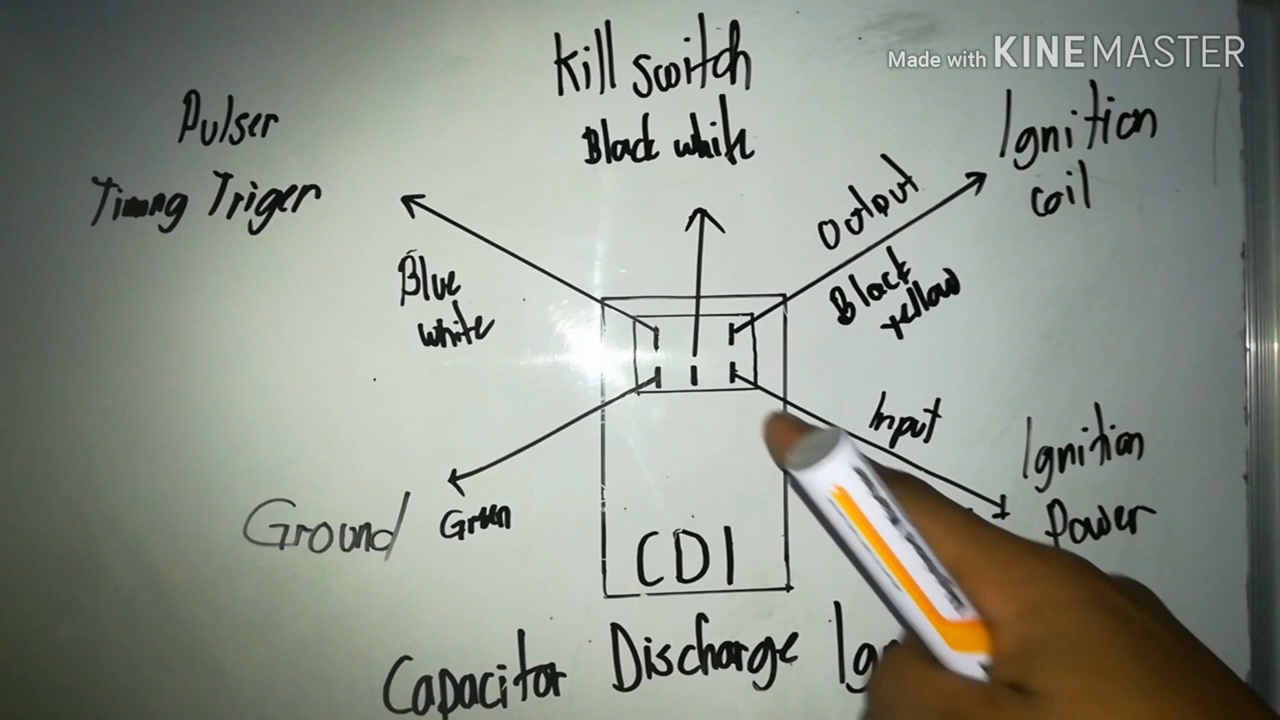 Made with KINEMASTER
Kill switch
Black white
Pulser
Timing Triger
Ignition
coil
Output
Black
yellow
Blue
white
Input
Ignition
Power
Ground
Green
CDI
Capacitor Discharge